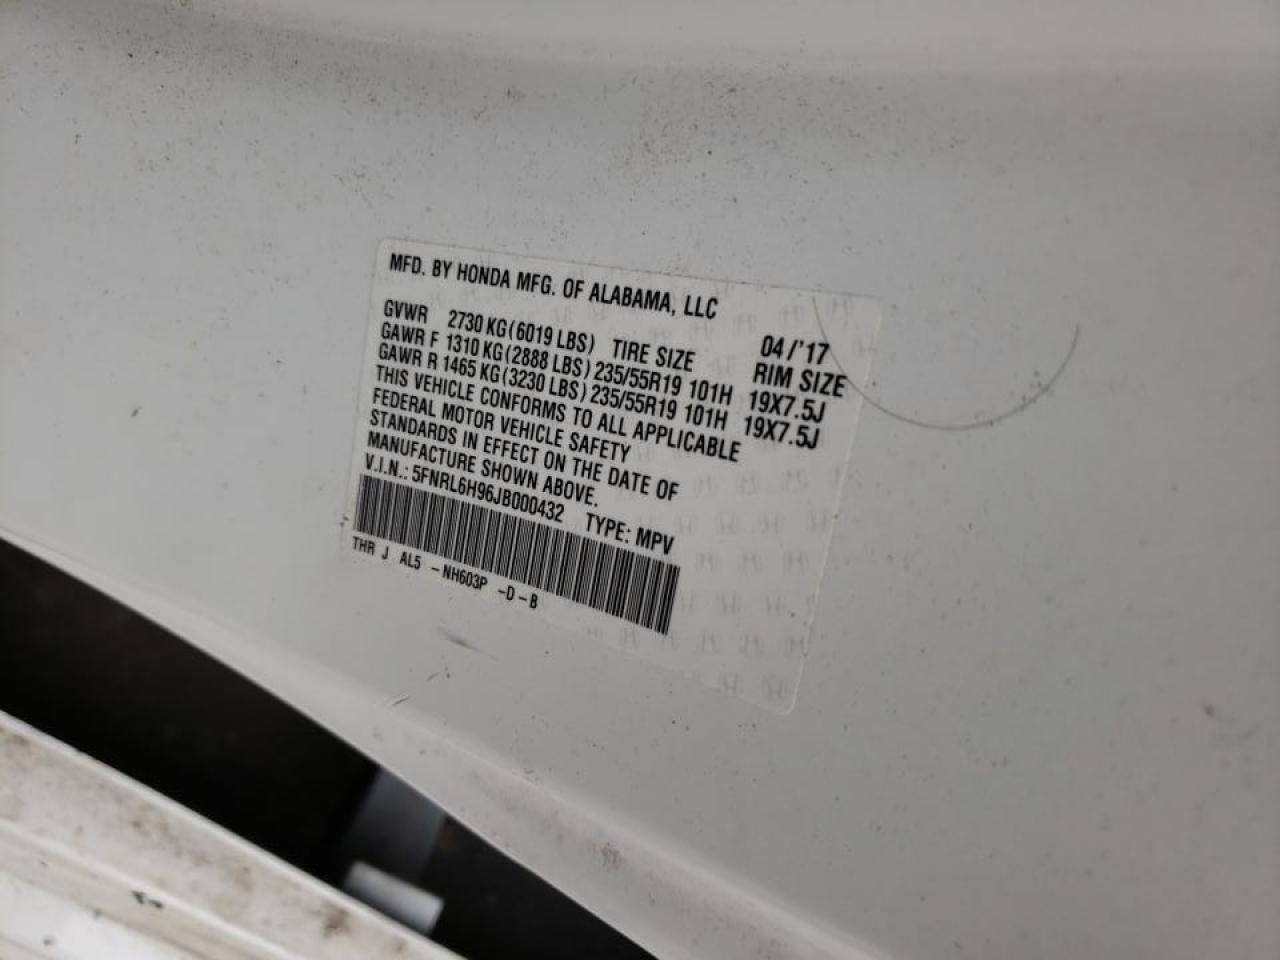 MFD. BY HONDA MFG. OF ALABAMA, LLC
04/'17
GVWR 2730 KG (6019 LBS) TIRE SIZE RIM SIZE
GAWR F 1310 KG (2888 LBS) 235/55R19 101H 19X7.5J
GAWR R 1465 KG (3230 LBS) 235/55R19 101H 19X7.5J
THIS VEHICLE CONFORMS TO ALL APPLICABLE
FEDERAL MOTOR VEHICLE SAFETY
STANDARDS IN EFFECT ON THE DATE OF
MANUFACTURE SHOWN ABOVE.
V.I.N.: 5FNRL6H96JB000432 TYPE: MPV
THR J AL5 -NH603P -D-B